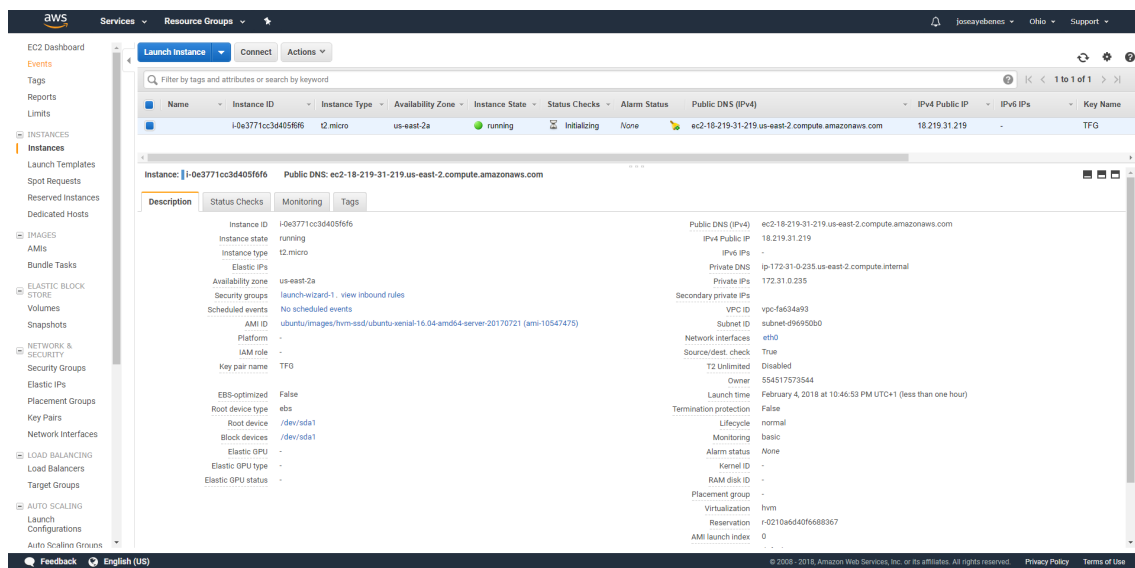 aws Services Resource Groups joseayebenes Ohio Support
EC2 Dashboard
Events
Tags
Reports
Limits
INSTANCES
Instances
Launch Templates
Spot Requests
Reserved Instances
Dedicated Hosts
IMAGES
AMIs
Bundle Tasks
ELASTIC BLOCK
STORE
Volumes
Snapshots
NETWORK &
SECURITY
Security Groups
Elastic IPs
Placement Groups
Key Pairs
Network Interfaces
LOAD BALANCING
Load Balancers
Target Groups
AUTO SCALING
Launch
Configurations
Auto Scaling Groups
Launch Instance Connect Actions
Filter by tags and attributes or search by keyword 1 to 1 of 1
Name Instance ID Instance Type Availability Zone Instance State Status Checks Alarm Status Public DNS (IPv4) IPv4 Public IP IPv6 IPs Key Name
i-0e3771cc3d405f6f6 t2.micro us-east-2a running Initializing None ec2-18-219-31-219.us-east-2.compute.amazonaws.com 18.219.31.219 - TFG
Instance: i-0e3771cc3d405f6f6 Public DNS: ec2-18-219-31-219.us-east-2.compute.amazonaws.com
Description Status Checks Monitoring Tags
Instance ID i-0e3771cc3d405f6f6
Instance state running
Instance type t2.micro
Elastic IPs
Availability zone us-east-2a
Security groups launch-wizard-1. view inbound rules
Scheduled events No scheduled events
AMI ID ubuntu/images/hvm-ssd/ubuntu-xenial-16.04-amd64-server-20170721 (ami-10547475)
Platform -
IAM role -
Key pair name TFG
EBS-optimized False
Root device type ebs
Root device /dev/sda1
Block devices /dev/sda1
Elastic GPU -
Elastic GPU type -
Elastic GPU status -
Public DNS (IPv4) ec2-18-219-31-219.us-east-2.compute.amazonaws.com
IPv4 Public IP 18.219.31.219
IPv6 IPs -
Private DNS ip-172-31-0-235.us-east-2.compute.internal
Private IPs 172.31.0.235
Secondary private IPs
VPC ID vpc-fa634a93
Subnet ID subnet-d96950b0
Network interfaces eth0
Source/dest. check True
T2 Unlimited Disabled
Owner 554517573544
Launch time February 4, 2018 at 10:46:53 PM UTC+1 (less than one hour)
Termination protection False
Lifecycle normal
Monitoring basic
Alarm status None
Kernel ID -
RAM disk ID -
Placement group -
Virtualization hvm
Reservation r-0210a6d40f6688367
AMI launch index 0
Feedback English (US) © 2008 - 2018, Amazon Web Services, Inc. or its affiliates. All rights reserved. Privacy Policy Terms of Use